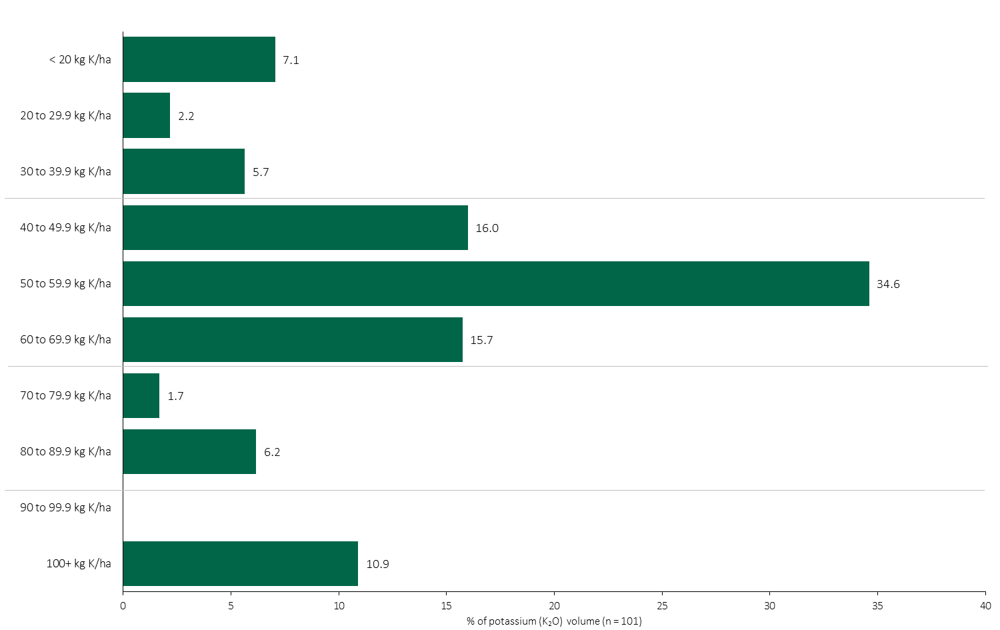 < 20 kg K/ha 7.1
20 to 29.9 kg K/ha 2.2
30 to 39.9 kg K/ha 5.7
40 to 49.9 kg K/ha 16.0
50 to 59.9 kg K/ha 34.6
60 to 69.9 kg K/ha 15.7
70 to 79.9 kg K/ha 1.7
80 to 89.9 kg K/ha 6.2
90 to 99.9 kg K/ha
100+ kg K/ha 10.9
0 5 10 15 20 25 30 35 40
% of potassium (K₂O) volume (n = 101)